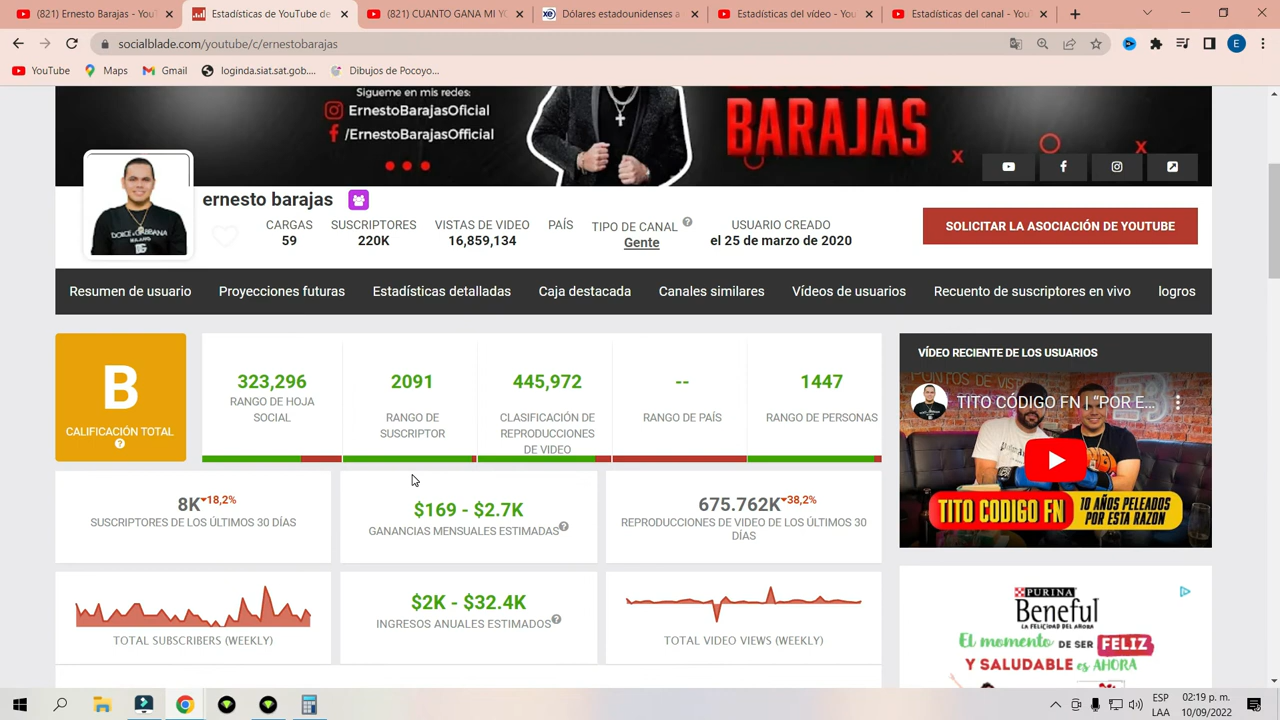 (821) ernesto barajas - YouTu
Estadísticas de YouTube de
(821) CUANTO GANA MI YO
Dólares estadounidenses a
Estadísticas del vídeo - You
Estadísticas del canal - You
socialblade.com/youtube/c/ernestobarajas
E
YouTube
Maps
Gmail
loginda.siat.sat.gob....
Dibujos de Pocoyo...
Sigueme en mis redes:
ErnestoBarajasOficial
/ErnestoBarajasOfficial
BARAJAS
ernesto barajas
CARGAS
59
SUSCRIPTORES
220K
VISTAS DE VIDEO
16,859,134
PAÍS
TIPO DE CANAL
Gente
USUARIO CREADO
el 25 de marzo de 2020
SOLICITAR LA ASOCIACIÓN DE YOUTUBE
Resumen de usuario
Proyecciones futuras
Estadísticas detalladas
Caja destacada
Canales similares
Vídeos de usuarios
Recuento de suscriptores en vivo
logros
B
CALIFICACIÓN TOTAL
323,296
RANGO DE HOJA
SOCIAL
2091
RANGO DE
SUSCRIPTOR
445,972
CLASIFICACIÓN DE
REPRODUCCIONES
DE VIDEO
--
RANGO DE PAÍS
1447
RANGO DE PERSONAS
8K 18,2%
SUSCRIPTORES DE LOS ÚLTIMOS 30 DÍAS
$169 - $2.7K
GANANCIAS MENSUALES ESTIMADAS
675.762K 38,2%
REPRODUCCIONES DE VIDEO DE LOS ÚLTIMOS 30
DÍAS
TOTAL SUBSCRIBERS (WEEKLY)
$2K - $32.4K
INGRESOS ANUALES ESTIMADOS
TOTAL VIDEO VIEWS (WEEKLY)
VÍDEO RECIENTE DE LOS USUARIOS
PUNTOS DE VISTA
TITO CÓDIGO FN | "POR E...
TITO CODIGO FN
10 AÑOS PELEADOS
POR ESTA RAZON
PURINA
Beneful
LA FELICIDAD DEL AHORA
El momento DE SER FELIZ
Y SALUDABLE es AHORA
ESP
LAA
02:19 p. m.
10/09/2022